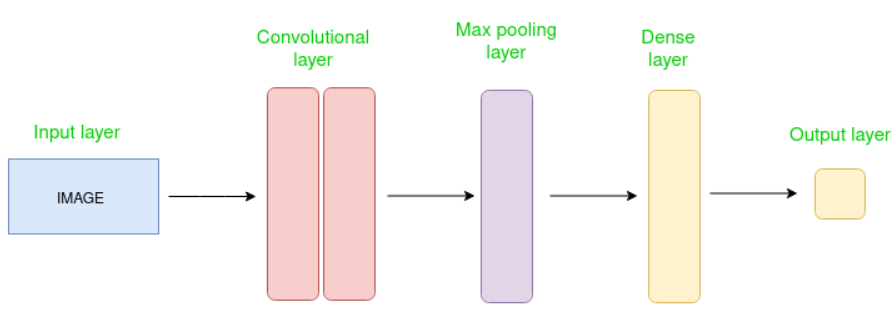 Convolutional
layer
Max pooling
layer
Dense
layer
Input layer
Output layer
IMAGE